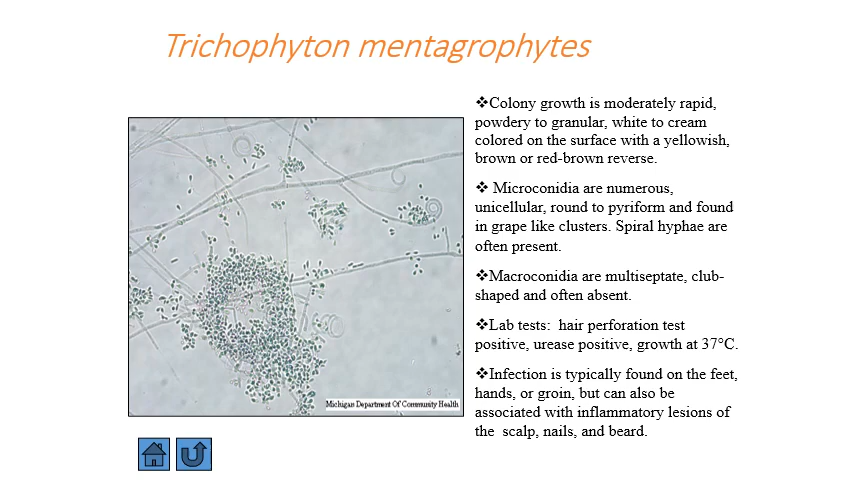 Trichophyton mentagrophytes
❖Colony growth is moderately rapid,
powdery to granular, white to cream
colored on the surface with a yellowish,
brown or red-brown reverse.
❖ Microconidia are numerous,
unicellular, round to pyriform and found
in grape like clusters. Spiral hyphae are
often present.
❖Macroconidia are multiseptate, club-
shaped and often absent.
❖Lab tests:  hair perforation test
positive, urease positive, growth at 37°C.
❖Infection is typically found on the feet,
hands, or groin, but can also be
associated with inflammatory lesions of
the  scalp, nails, and beard.
Michigan Department Of Community Health